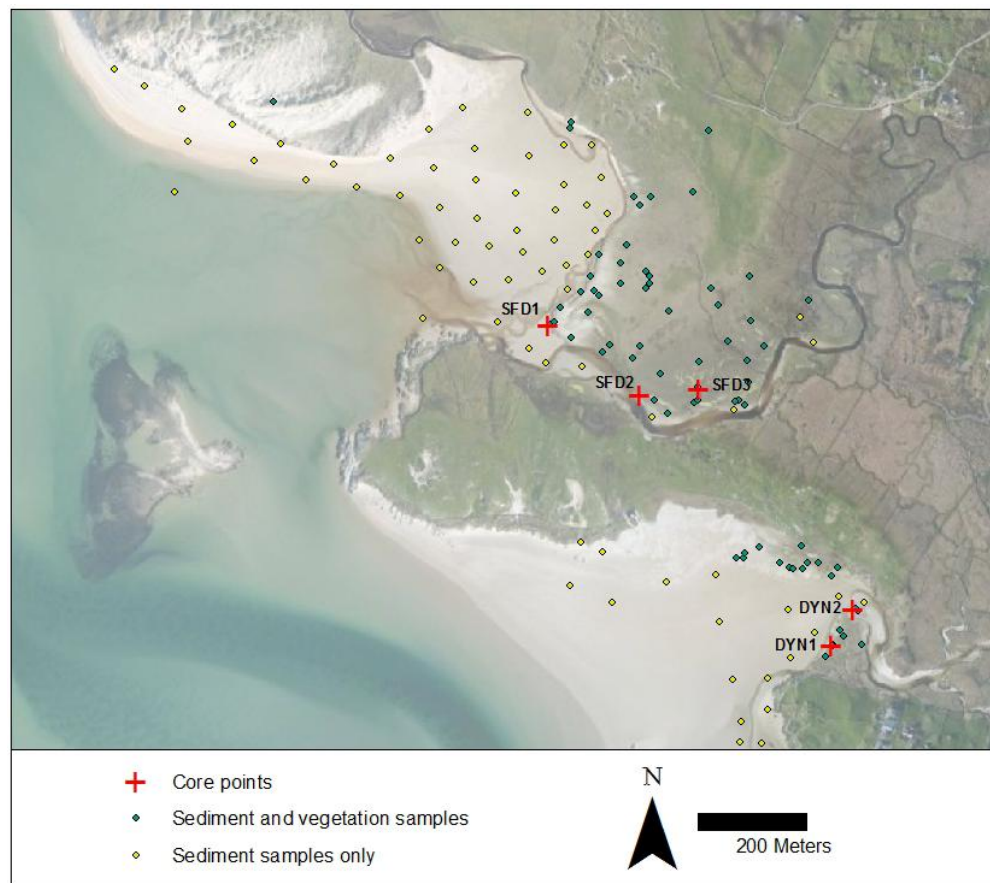 SFD1
SFD2
SFD3
DYN2
DYN1
Core points
Sediment and vegetation samples
Sediment samples only
N
200 Meters